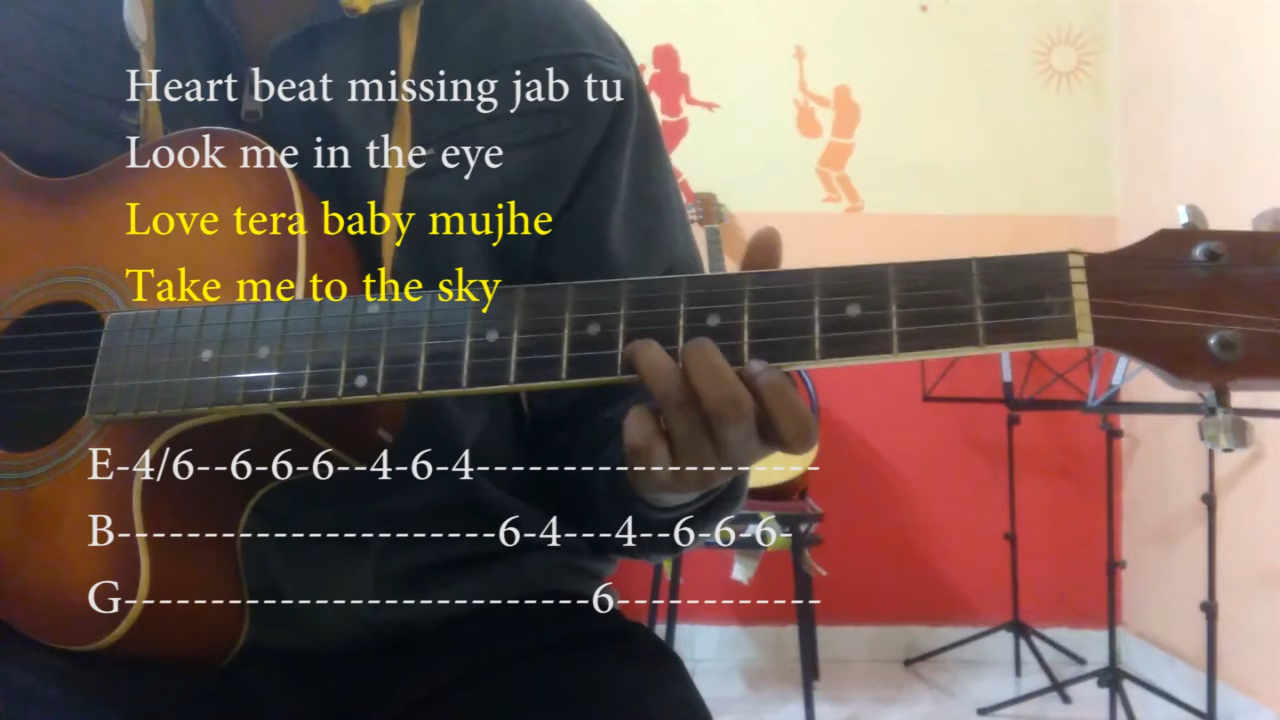 Heart beat missing jab tu
Look me in the eye
Love tera baby mujhe
Take me to the sky
E-4/6--6-6-6--4-6-4--------------------
B----------------------6-4---4--6-6-6-
G---------------------------6------------